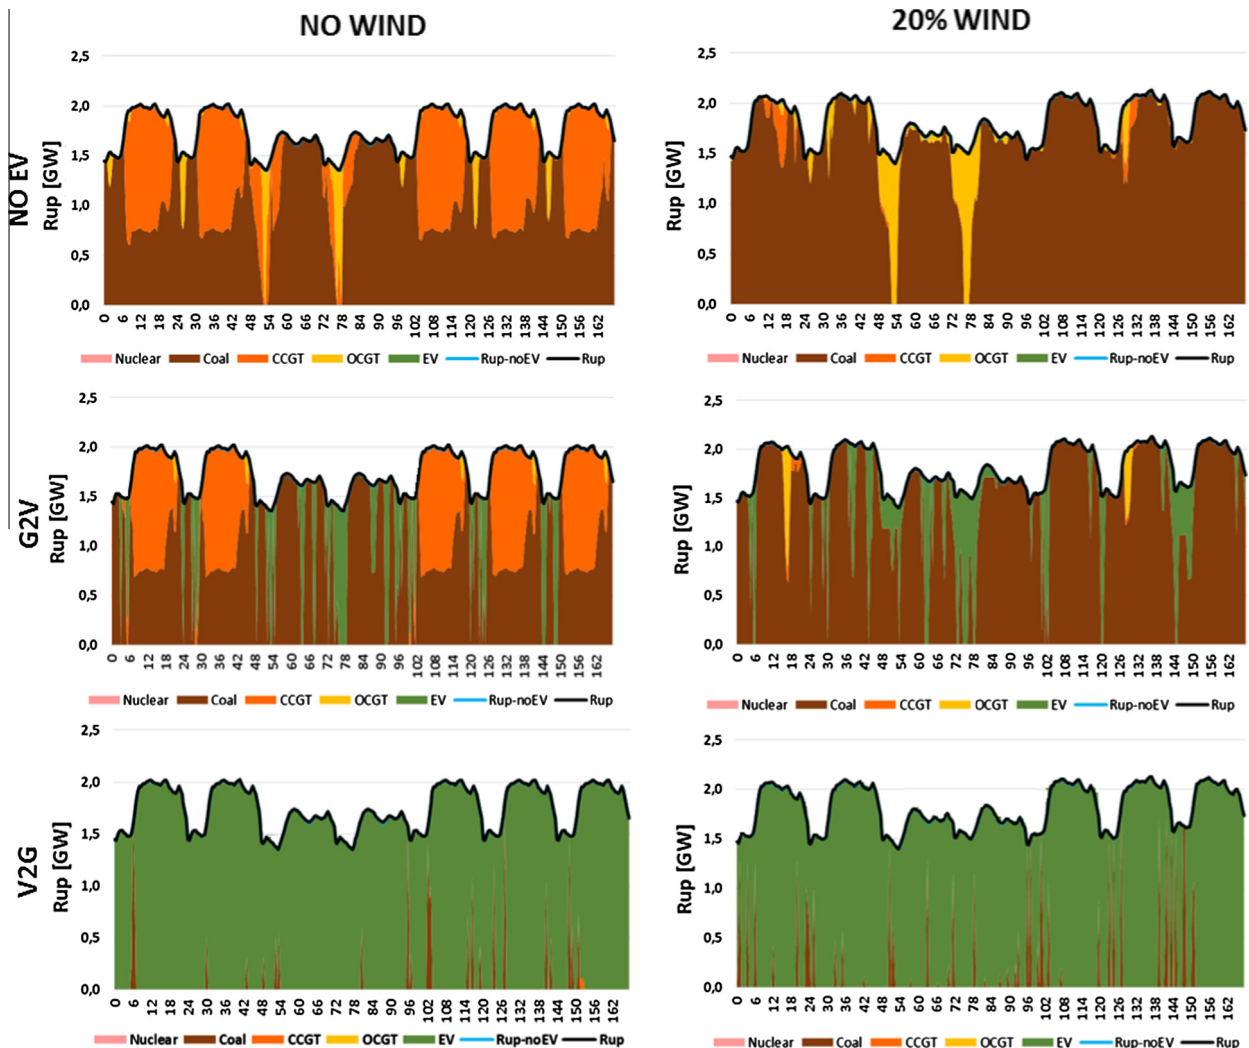 NO WIND
20% WIND
NO EV
Rup [GW]
2,5
2,0
1,5
1,0
0,5
0,0
0 6 12 18 24 30 36 42 48 54 60 66 72 78 84 90 96 102 108 114 120 126 132 138 144 150 156 162
Nuclear Coal CCGT OCGT EV Rup-noEV Rup
Rup [GW]
2,5
2,0
1,5
1,0
0,5
0,0
0 6 12 18 24 30 36 42 48 54 60 66 72 78 84 90 96 102 108 114 120 126 132 138 144 150 156 162
Nuclear Coal CCGT OCGT EV Rup-noEV Rup
G2V
Rup [GW]
2,5
2,0
1,5
1,0
0,5
0,0
0 6 12 18 24 30 36 42 48 54 60 66 72 78 84 90 96 102 108 114 120 126 132 138 144 150 156 162
Nuclear Coal CCGT OCGT EV Rup-noEV Rup
Rup [GW]
2,5
2,0
1,5
1,0
0,5
0,0
0 6 12 18 24 30 36 42 48 54 60 66 72 78 84 90 96 102 108 114 120 126 132 138 144 150 156 162
Nuclear Coal CCGT OCGT EV Rup-noEV Rup
V2G
Rup [GW]
2,5
2,0
1,5
1,0
0,5
0,0
0 6 12 18 24 30 36 42 48 54 60 66 72 78 84 90 96 102 108 114 120 126 132 138 144 150 156 162
Nuclear Coal CCGT OCGT EV Rup-noEV Rup
Rup [GW]
2,5
2,0
1,5
1,0
0,5
0,0
0 6 12 18 24 30 36 42 48 54 60 66 72 78 84 90 96 102 108 114 120 126 132 138 144 150 156 162
Nuclear Coal CCGT OCGT EV Rup-noEV Rup